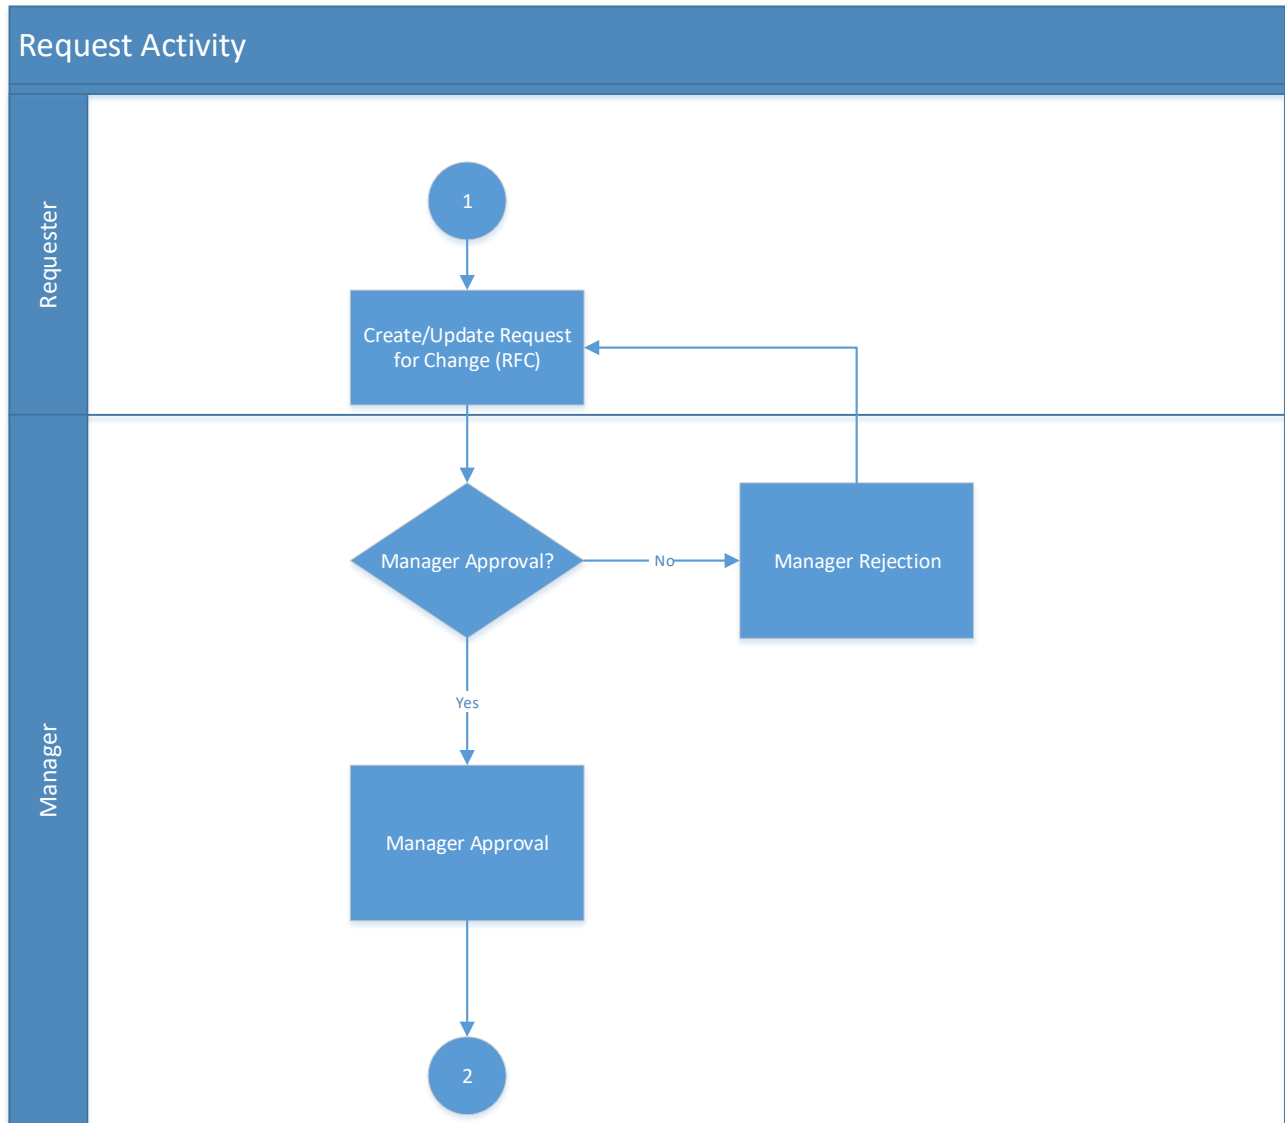 Request Activity
Requester
1
Create/Update Request
for Change (RFC)
Manager
Manager Approval?
No
Manager Rejection
Yes
Manager Approval
2